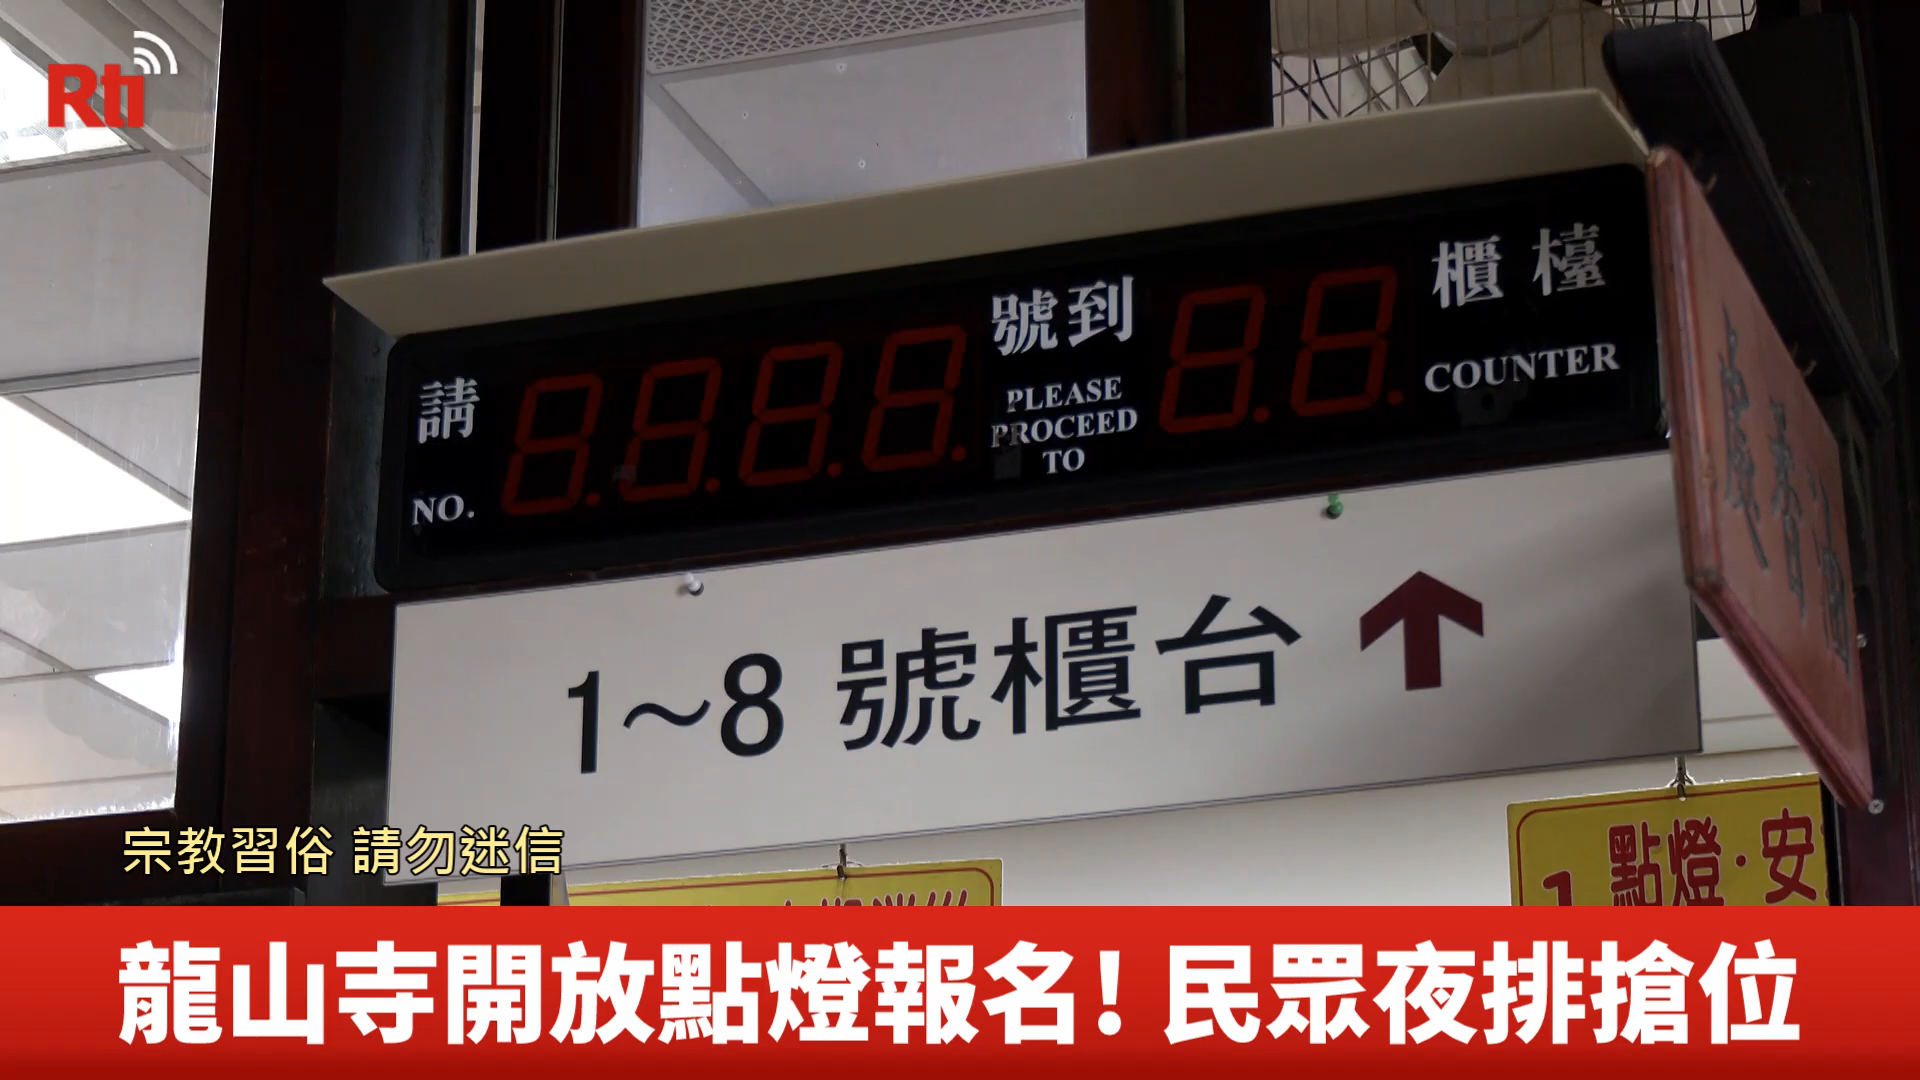 Rti
請
NO.
號到
PLEASE
PROCEED
TO
櫃檯
COUNTER
1~8 號櫃台
1 點燈·安
宗教習俗 請勿迷信
龍山寺開放點燈報名! 民眾夜排搶位